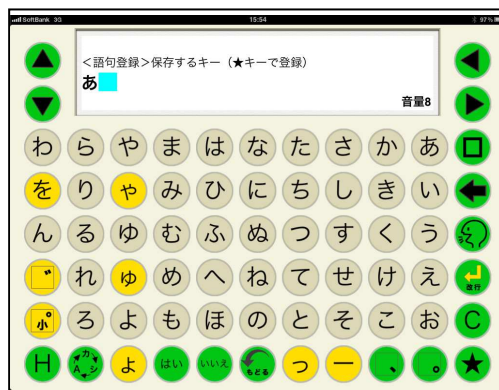 SoftBank 3G 15:54 97%
<語句登録>保存するキー（★キーで登録）
あ
音量8
わ ら や ま は な た さ か あ
を り ゃ み ひ に ち し き い
ん る ゆ む ふ ぬ つ す く う
゛ れ ゅ め へ ね て せ け え 改行
小゜ ろ よ も ほ の と そ こ お C
H カシA ょ はい いいえ もどる っ ー 、 。 ★